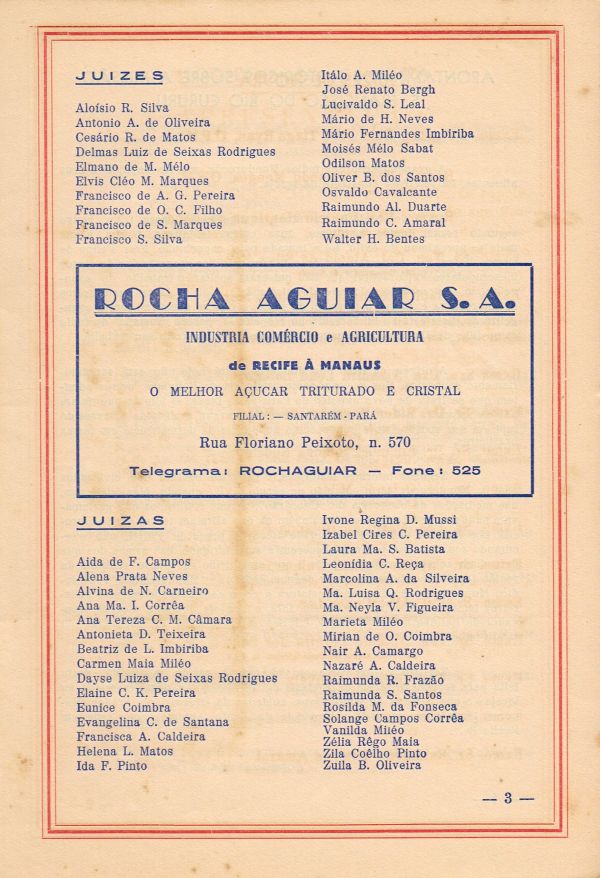 JUIZES
Aloísio R. Silva
Antonio A. de Oliveira
Cesário R. de Matos
Delmas Luiz de Seixas Rodrigues
Elmano de M. Mélo
Elvis Cléo M. Marques
Francisco de A. G. Pereira
Francisco de O. C. Filho
Francisco de S. Marques
Francisco S. Silva
Itálo A. Miléo
José Renato Bergh
Lucivaldo S. Leal
Mário de H. Neves
Mário Fernandes Imbiriba
Moisés Mélo Sabat
Odilson Matos
Oliver B. dos Santos
Osvaldo Cavalcante
Raimundo Al. Duarte
Raimundo C. Amaral
Walter H. Bentes
ROCHA AGUIAR S.A.
INDUSTRIA COMÉRCIO e AGRICULTURA
de RECIFE À MANAUS
O MELHOR AÇUCAR TRITURADO E CRISTAL
FILIAL: — SANTARÉM - PARÁ
Rua Floriano Peixoto, n. 570
Telegrama: ROCHAGUIAR — Fone: 525
JUIZAS
Aida de F. Campos
Alena Prata Neves
Alvina de N. Carneiro
Ana Ma. I. Corrêa
Ana Tereza C. M. Câmara
Antonieta D. Teixeira
Beatriz de L. Imbiriba
Carmen Maia Miléo
Dayse Luiza de Seixas Rodrigues
Elaine C. K. Pereira
Eunice Coimbra
Evangelina C. de Santana
Francisca A. Caldeira
Helena L. Matos
Ida F. Pinto
Ivone Regina D. Mussi
Izabel Cires C. Pereira
Laura Ma. S. Batista
Leonídia C. Reça
Marcolina A. da Silveira
Ma. Luisa Q. Rodrigues
Ma. Neyla V. Figueira
Marieta Miléo
Mírian de O. Coimbra
Nair A. Camargo
Nazaré A. Caldeira
Raimunda R. Frazão
Raimunda S. Santos
Rosilda M. da Fonseca
Solange Campos Corrêa
Vanilda Miléo
Zélia Rêgo Maia
Zila Coêlho Pinto
Zuila B. Oliveira
— 3 —